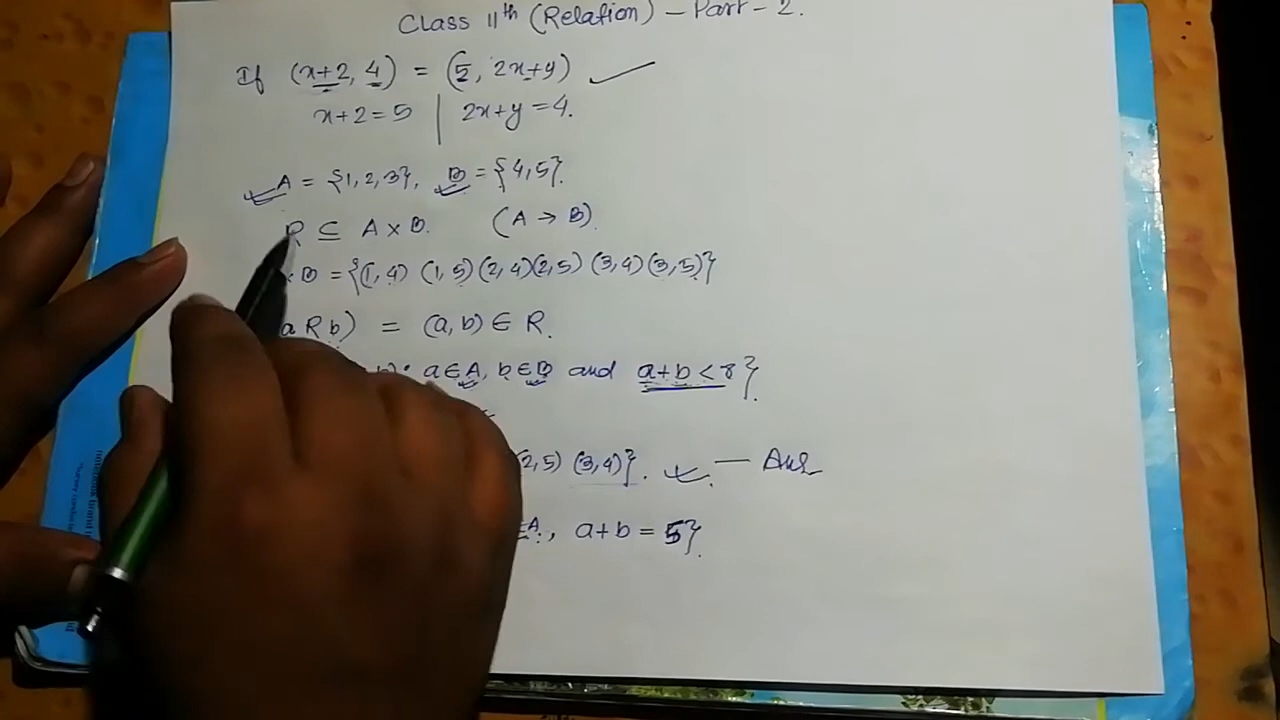 Class 11th (Relation) – Part – 2.
If (x+2, 4) = (5, 2x+y)
x+2=5 | 2x+y=4.
A = {1,2,3}, B = {4,5}.
R ⊆ A×B. (A → B).
B = {(1,4) (1,5) (2,4)(2,5) (3,4) (3,5)}
a R b) = (a, b) ∈ R.
b): a∈A, b∈B and a+b<8}.
(2,5) (3,4)}. — Ans
∈A, a+b = 5}.